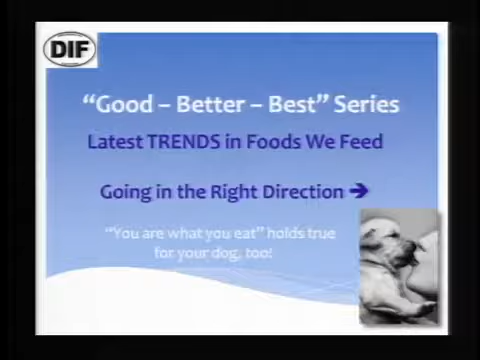 DIF
“Good – Better – Best” Series
Latest TRENDS in Foods We Feed
Going in the Right Direction ➔
“You are what you eat” holds true
for your dog, too!